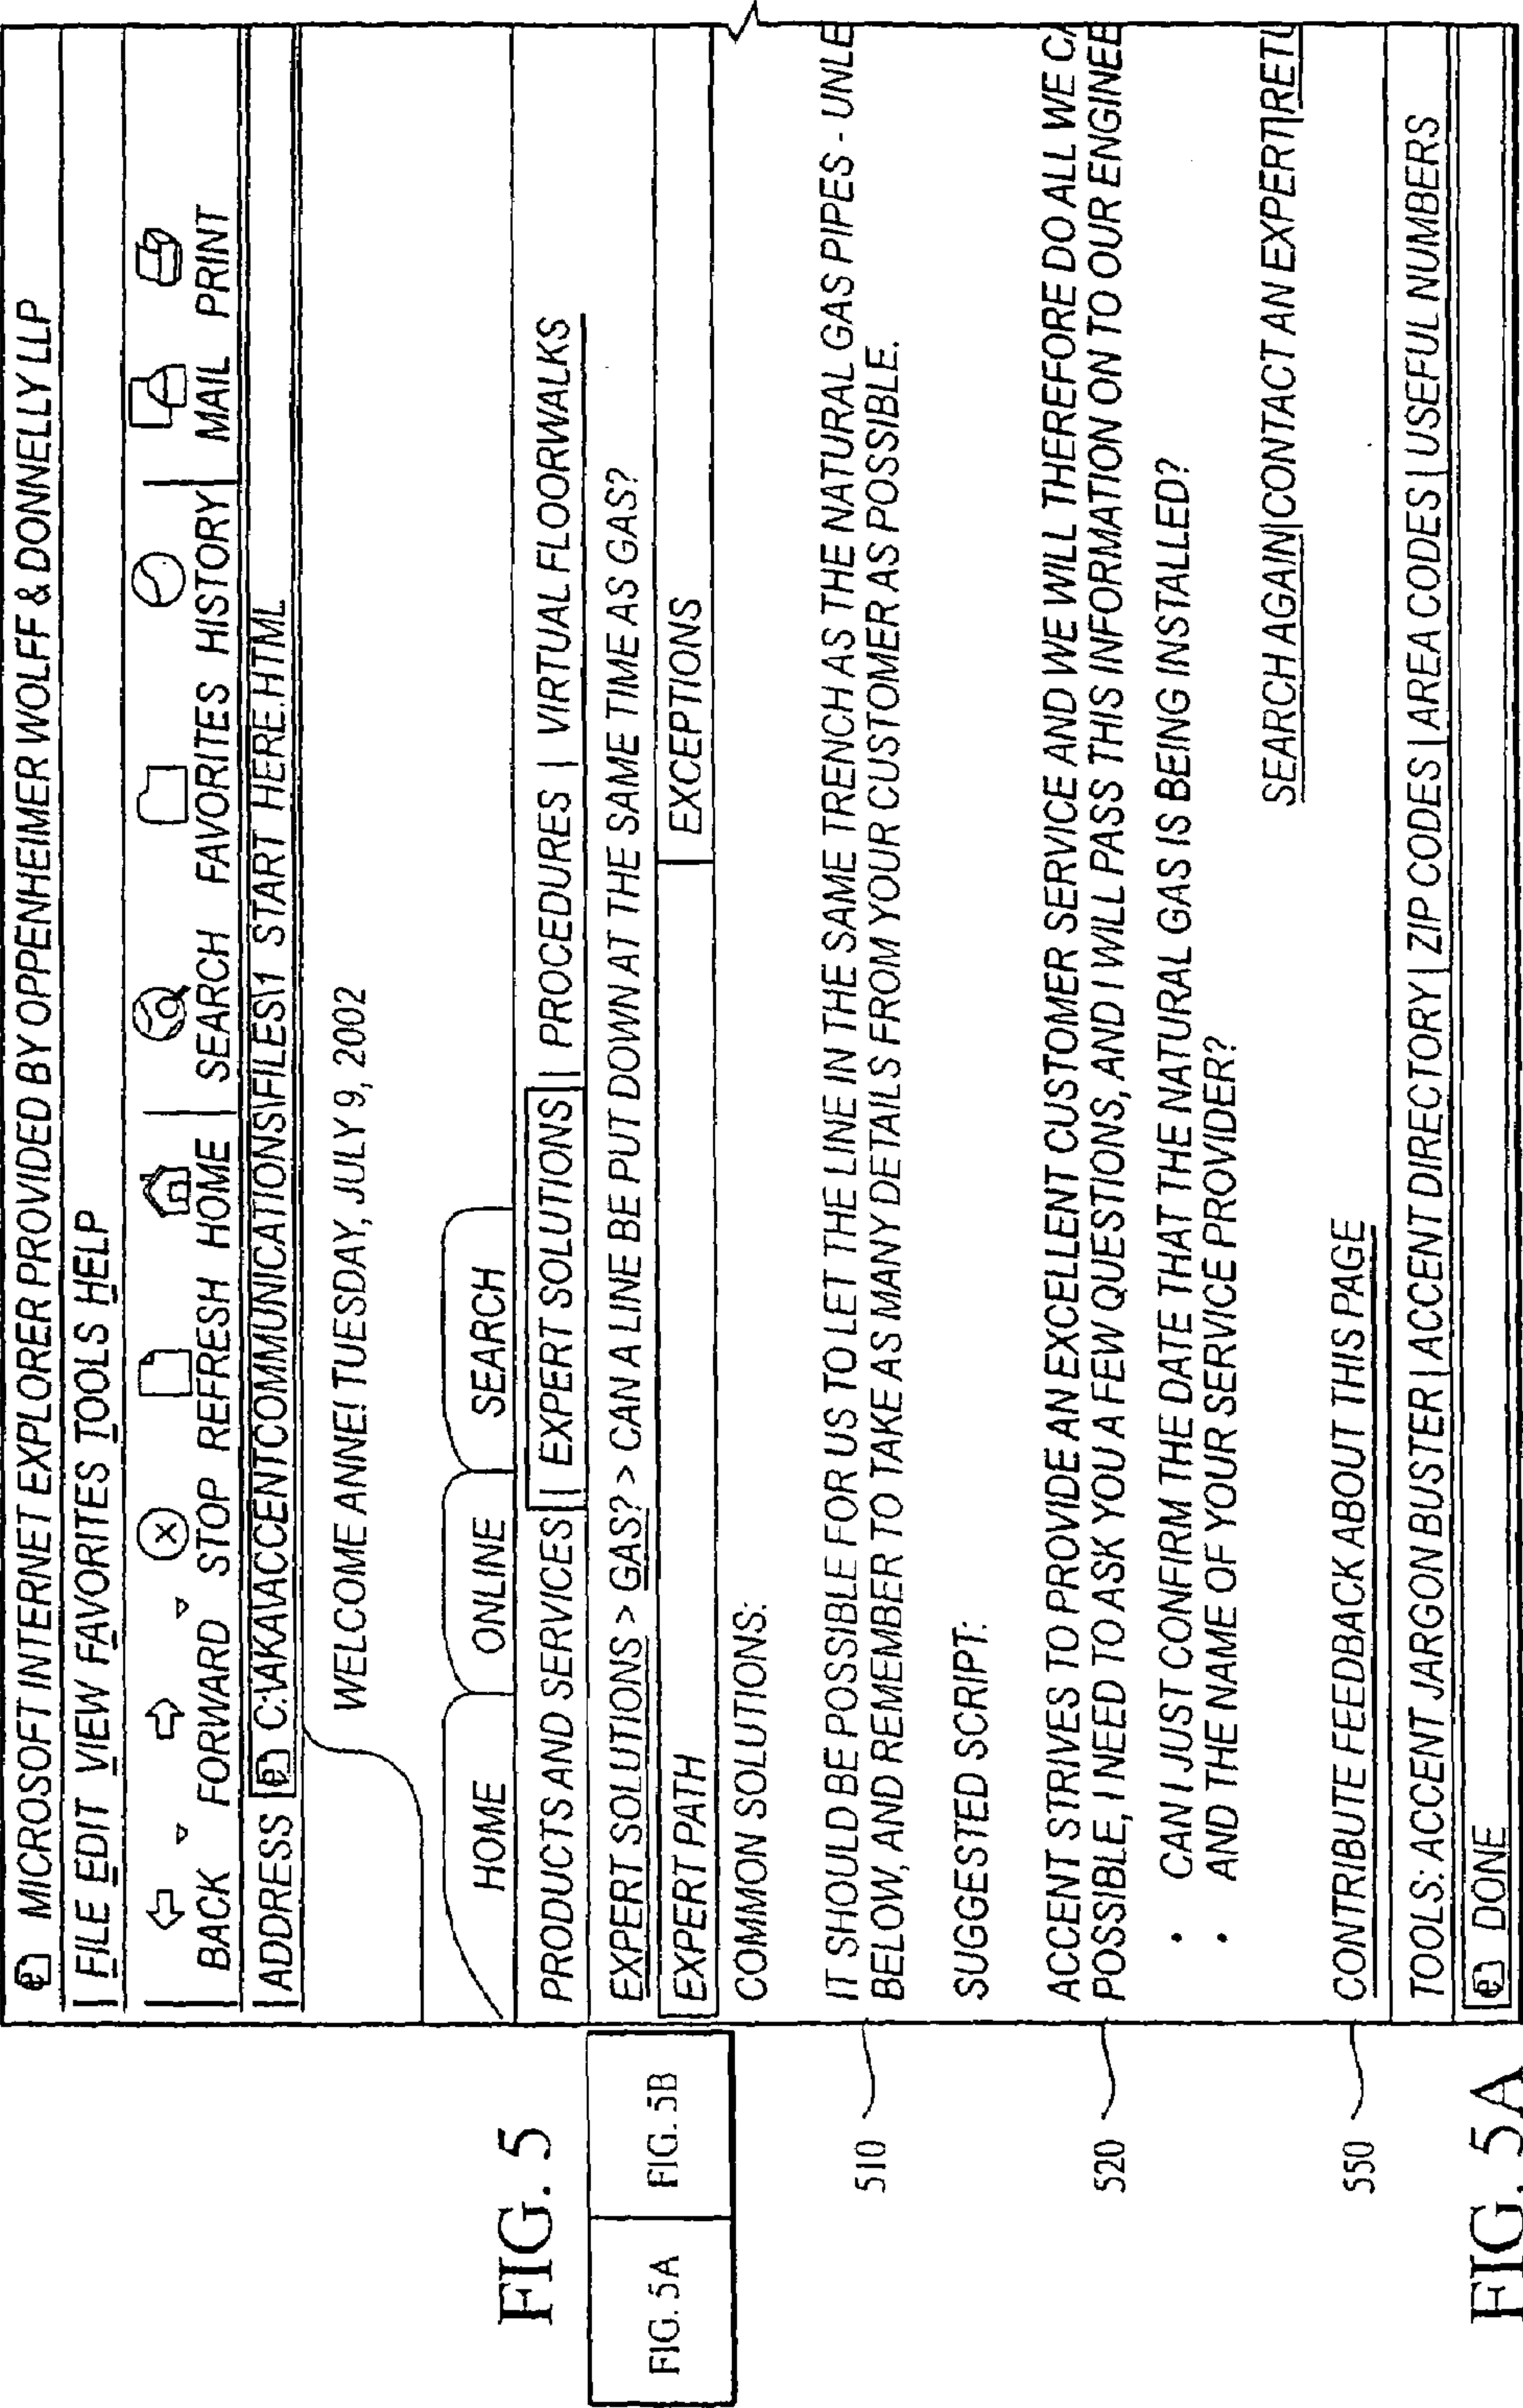 MICROSOFT INTERNET EXPLORER PROVIDED BY OPPENHEIMER WOLFF & DONNELLY LLP
FILE EDIT VIEW FAVORITES TOOLS HELP
BACK FORWARD STOP REFRESH HOME SEARCH FAVORITES HISTORY MAIL PRINT
ADDRESS C:\AKA\ACCENTCOMMUNICATIONS\FILES\1 START HERE.HTML
WELCOME ANNE! TUESDAY, JULY 9, 2002
HOME ONLINE SEARCH
PRODUCTS AND SERVICES | EXPERT SOLUTIONS | PROCEDURES | VIRTUAL FLOORWALKS
EXPERT SOLUTIONS > GAS? > CAN A LINE BE PUT DOWN AT THE SAME TIME AS GAS?
EXPERT PATH EXCEPTIONS
COMMON SOLUTIONS:
IT SHOULD BE POSSIBLE FOR US TO LET THE LINE IN THE SAME TRENCH AS THE NATURAL GAS PIPES - UNLE
BELOW, AND REMEMBER TO TAKE AS MANY DETAILS FROM YOUR CUSTOMER AS POSSIBLE.
SUGGESTED SCRIPT:
ACCENT STRIVES TO PROVIDE AN EXCELLENT CUSTOMER SERVICE AND WE WILL THEREFORE DO ALL WE CA
POSSIBLE, I NEED TO ASK YOU A FEW QUESTIONS, AND I WILL PASS THIS INFORMATION ON TO OUR ENGINEE
• CAN I JUST CONFIRM THE DATE THAT THE NATURAL GAS IS BEING INSTALLED?
• AND THE NAME OF YOUR SERVICE PROVIDER?
SEARCH AGAIN|CONTACT AN EXPERT|RETU
CONTRIBUTE FEEDBACK ABOUT THIS PAGE
TOOLS: ACCENT JARGON BUSTER | ACCENT DIRECTORY | ZIP CODES | AREA CODES | USEFUL NUMBERS
DONE
FIG. 5
FIG. 5A FIG. 5B
510
520
550
FIG. 5A